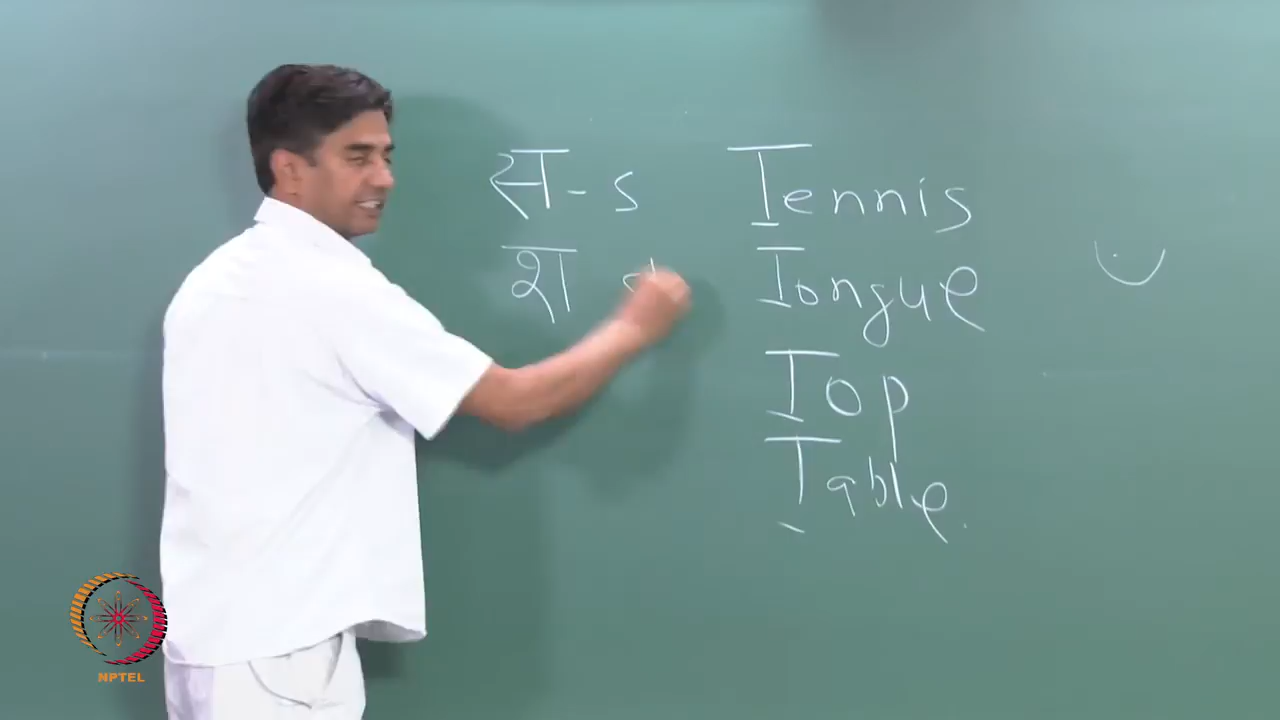 स - s
श
Tennis
Tongue
Top
Table
NPTEL